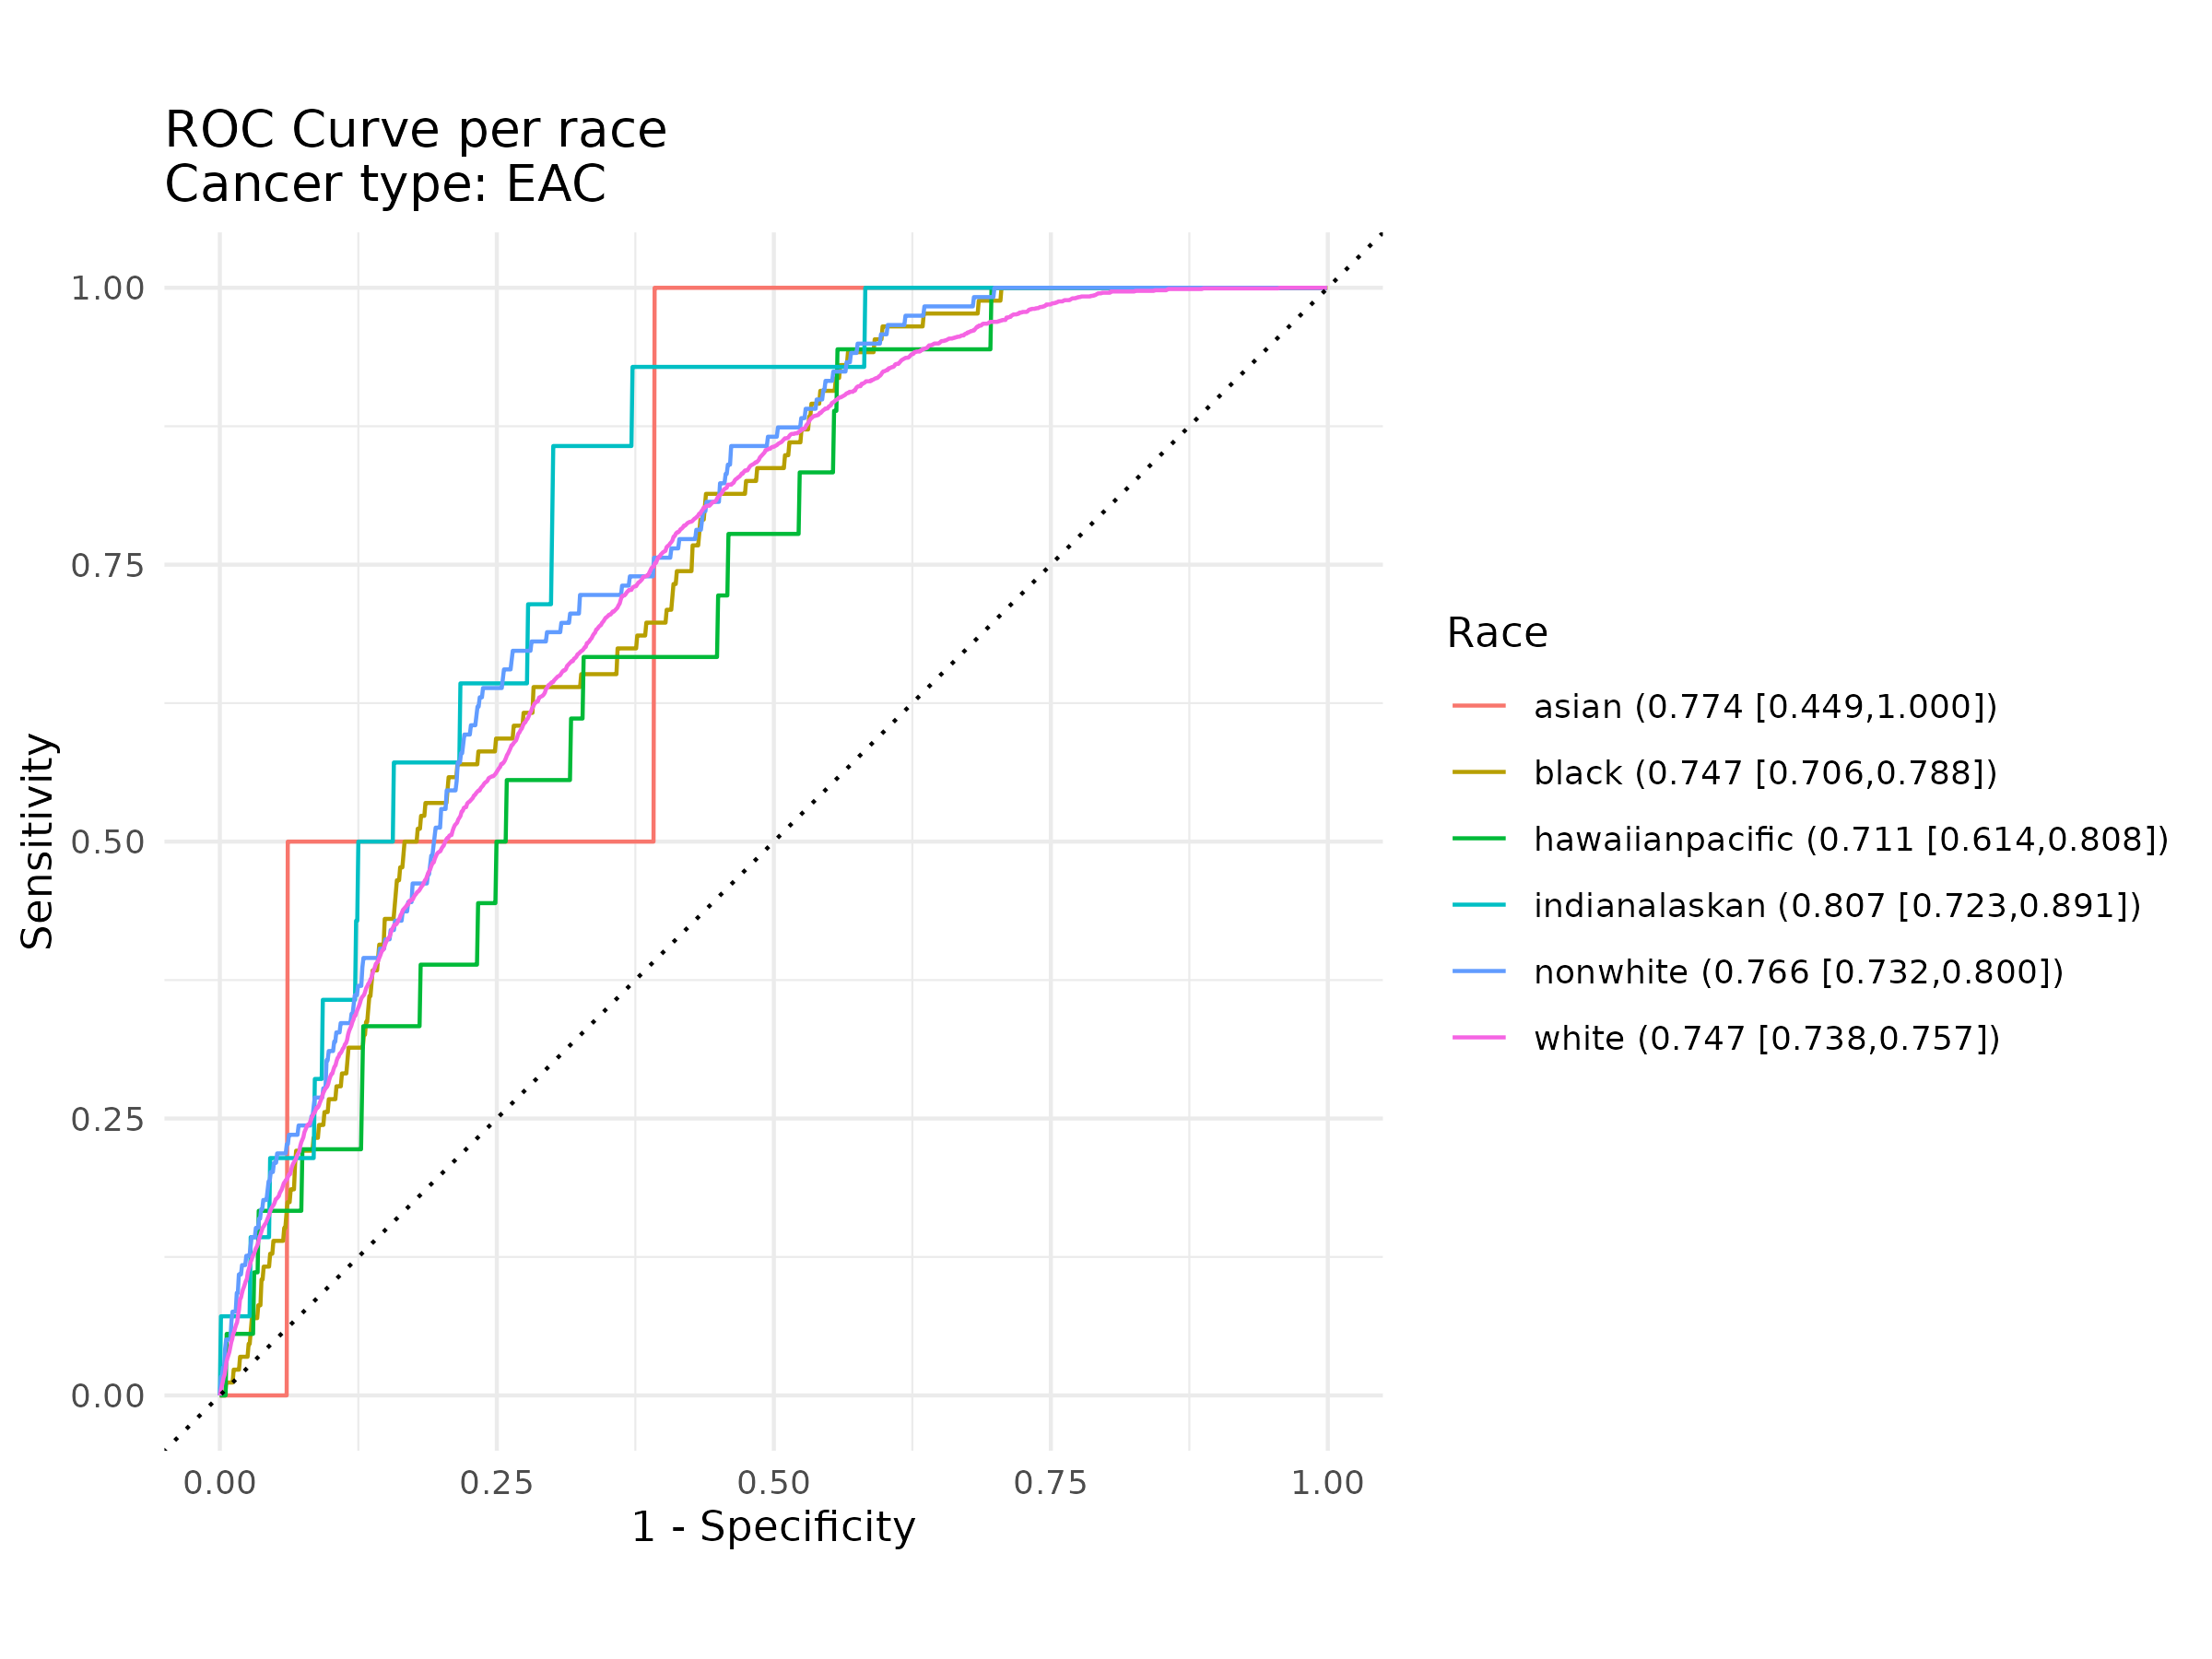 ROC Curve per race
Cancer type: EAC
1.00
0.75
0.50
0.25
0.00
Sensitivity
0.00 0.25 0.50 0.75 1.00
1 - Specificity
Race
asian (0.774 [0.449,1.000])
black (0.747 [0.706,0.788])
hawaiianpacific (0.711 [0.614,0.808])
indianalaskan (0.807 [0.723,0.891])
nonwhite (0.766 [0.732,0.800])
white (0.747 [0.738,0.757])